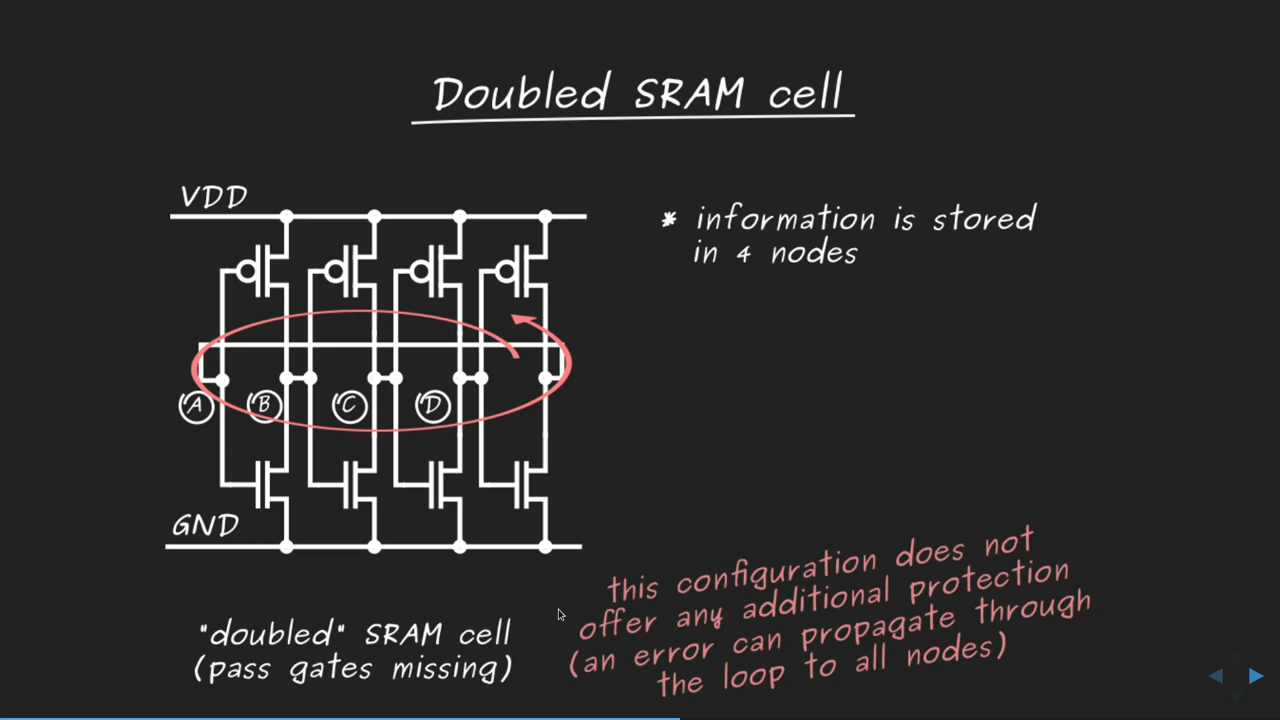 Doubled SRAM cell
VDD
* information is stored
in 4 nodes
A B C D
GND
this configuration does not
offer any additional protection
(an error can propagate through
the loop to all nodes)
"doubled" SRAM cell
(pass gates missing)